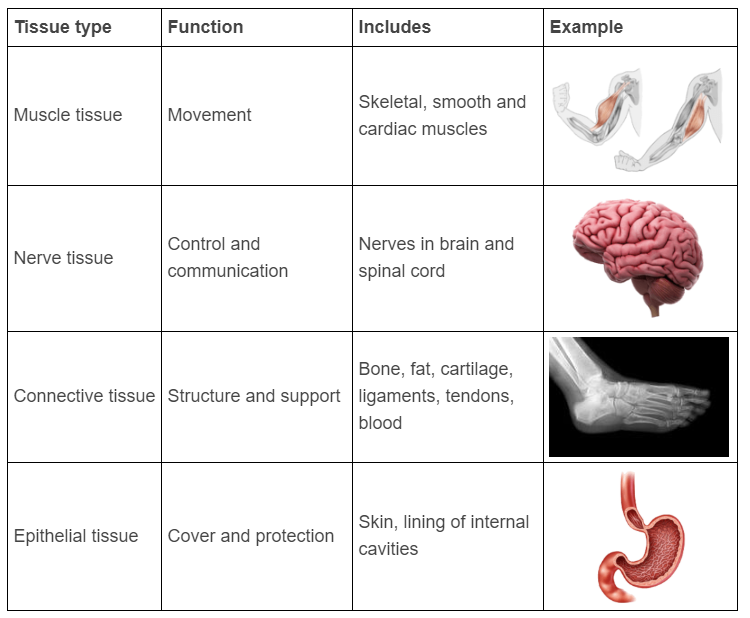 Tissue type Function Includes Example
Muscle tissue Movement Skeletal, smooth and
cardiac muscles
Nerve tissue Control and
communication Nerves in brain and
spinal cord
Connective tissue Structure and support Bone, fat, cartilage,
ligaments, tendons,
blood
Epithelial tissue Cover and protection Skin, lining of internal
cavities